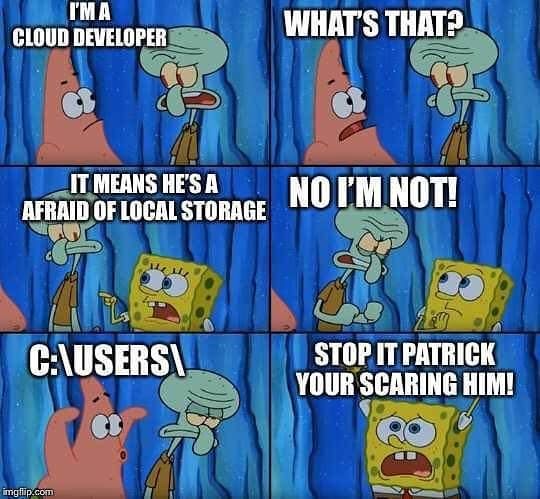 I'M A
CLOUD DEVELOPER
WHAT'S THAT?
IT MEANS HE'S A
AFRAID OF LOCAL STORAGE
NO I'M NOT!
C:\USERS\
STOP IT PATRICK
YOUR SCARING HIM!
imgflip.com